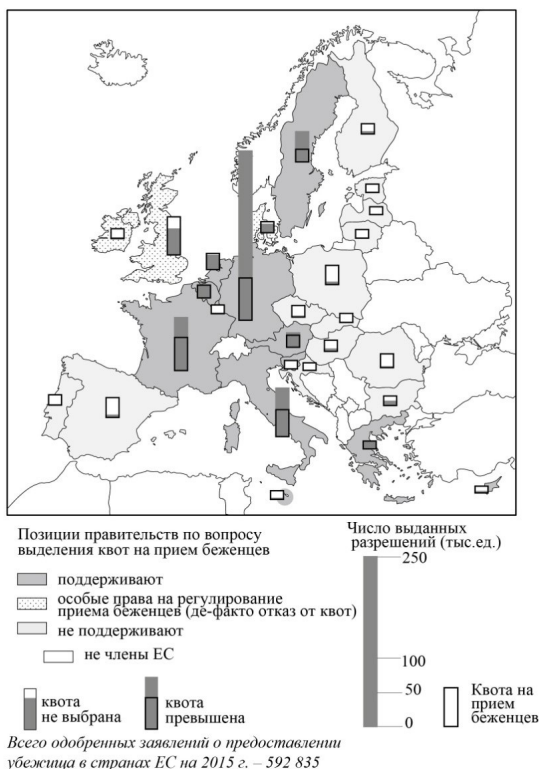 Позиции правительств по вопросу
выделения квот на прием беженцев
поддерживают
особые права на регулирование
приема беженцев (де-факто отказ от квот)
не поддерживают
не члены ЕС
квота
не выбрана
квота
превышена
Число выданных
разрешений (тыс.ед.)
250
100
50
0
Квота на
прием
беженцев
Всего одобренных заявлений о предоставлении
убежища в странах ЕС на 2015 г. – 592 835